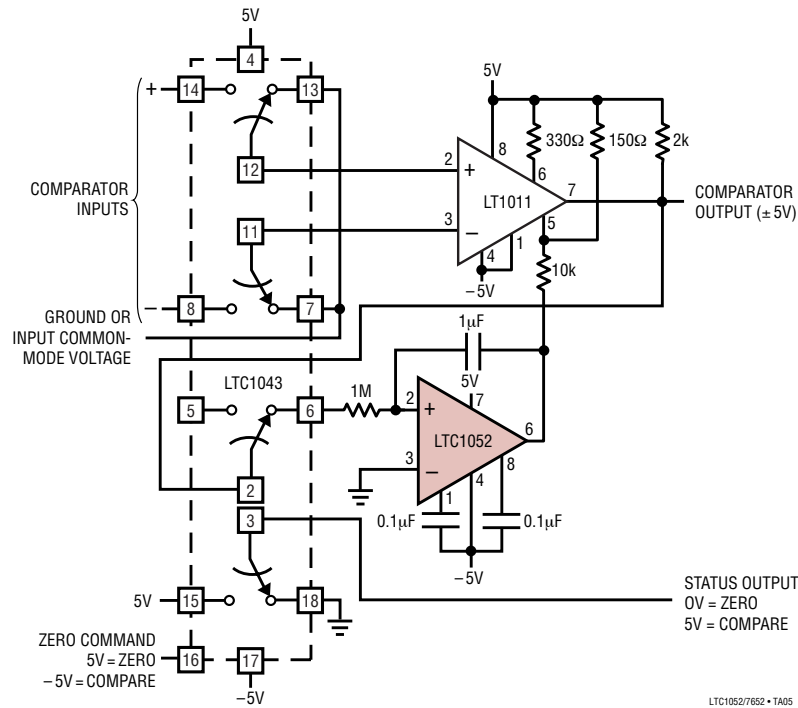 5V
4
+ 14 13
5V
COMPARATOR
INPUTS
12
11
− 8 7
GROUND OR
INPUT COMMON-
MODE VOLTAGE
2 +
3 −
LT1011
8
330Ω 150Ω 2k
6
7
5
4 1
−5V
10k
COMPARATOR
OUTPUT (±5V)
LTC1043
5 6
1M
2
3
1µF
5V
7
2 +
3 −
LTC1052
6
1 4 8
0.1µF 0.1µF
−5V
5V 15 18
ZERO COMMAND
5V = ZERO
−5V = COMPARE
16 17
−5V
STATUS OUTPUT
0V = ZERO
5V = COMPARE
LTC1052/7652 • TA05